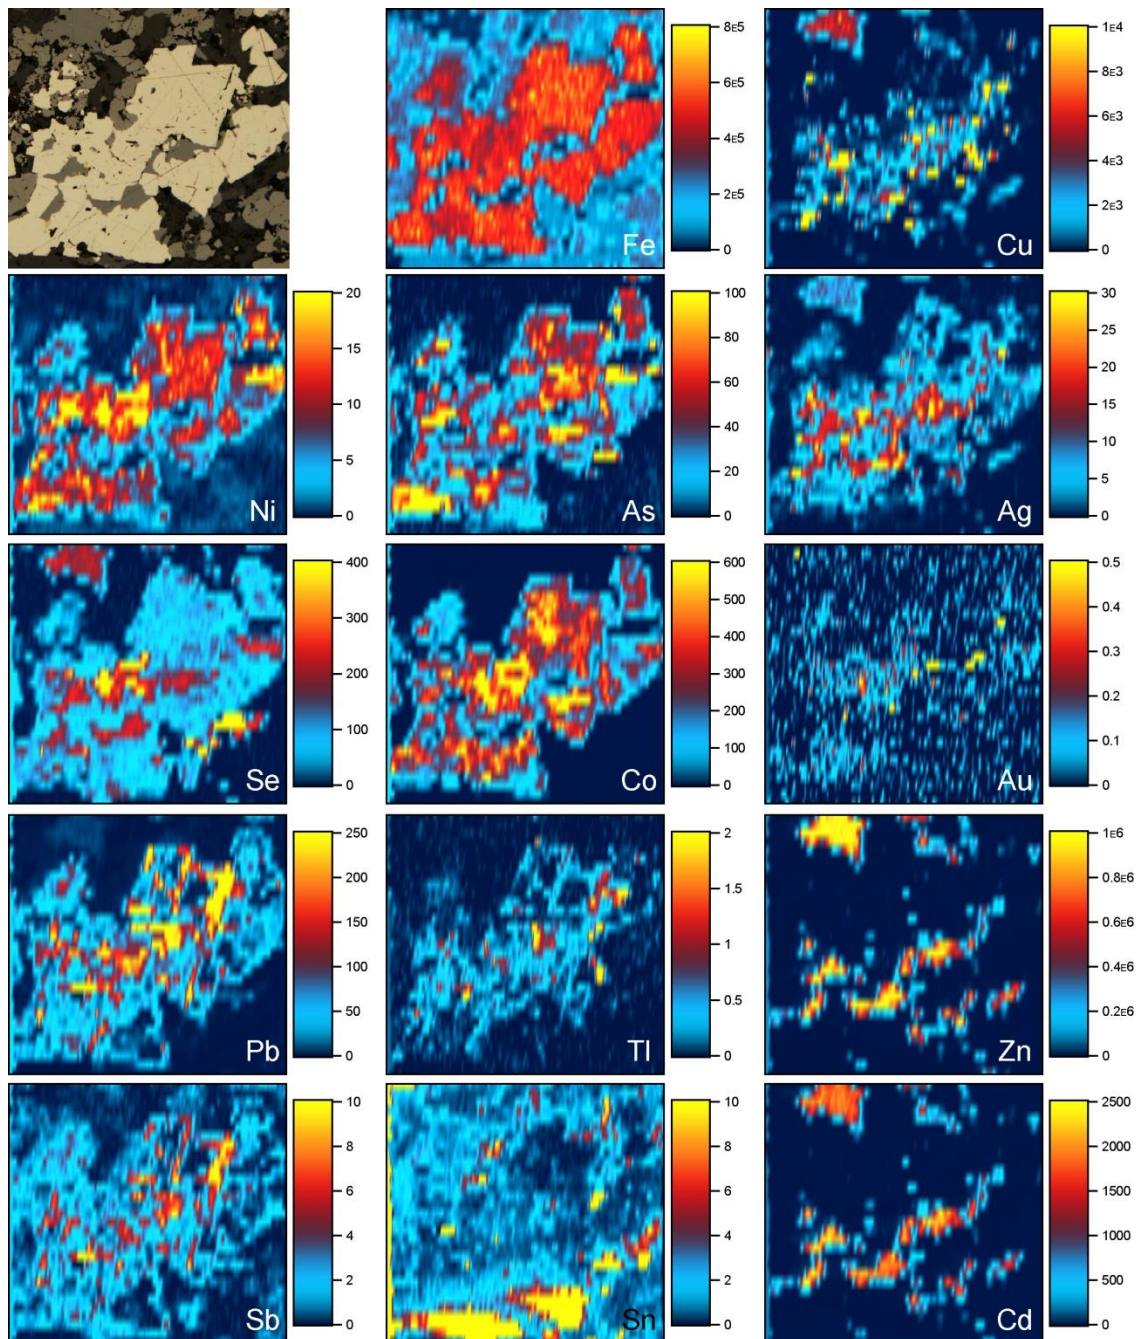 8E5
6E5
4E5
2E5
0
Fe
1E4
8E3
6E3
4E3
2E3
0
Cu
20
15
10
5
0
Ni
100
80
60
40
20
0
As
30
25
20
15
10
5
0
Ag
400
300
200
100
0
Se
600
500
400
300
200
100
0
Co
0.5
0.4
0.3
0.2
0.1
0
Au
250
200
150
100
50
0
Pb
2
1.5
1
0.5
0
Tl
1E6
0.8E6
0.6E6
0.4E6
0.2E6
0
Zn
10
8
6
4
2
0
Sb
10
8
6
4
2
0
Sn
2500
2000
1500
1000
500
0
Cd